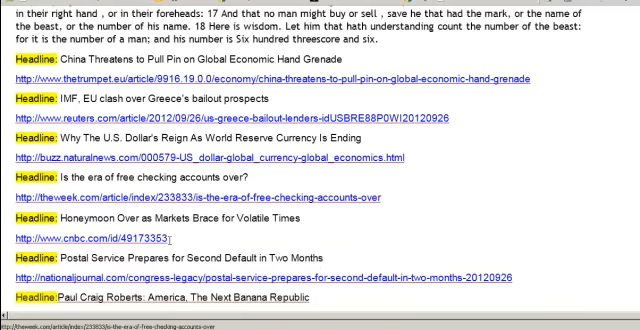 in their right hand , or in their foreheads: 17 And that no man might buy or sell , save he that had the mark, or the name of
the beast, or the number of his name. 18 Here is wisdom. Let him that hath understanding count the number of the beast:
for it is the number of a man; and his number is Six hundred threescore and six.
Headline: China Threatens to Pull Pin on Global Economic Hand Grenade
http://www.thetrumpet.eu/article/9916.19.0.0/economy/china-threatens-to-pull-pin-on-global-economic-hand-grenade
Headline: IMF, EU clash over Greece's bailout prospects
http://www.reuters.com/article/2012/09/26/us-greece-bailout-lenders-idUSBRE88P0WI20120926
Headline: Why The U.S. Dollar's Reign As World Reserve Currency Is Ending
http://buzz.naturalnews.com/000579-US_dollar-global_currency-global_economics.html
Headline: Is the era of free checking accounts over?
http://theweek.com/article/index/233833/is-the-era-of-free-checking-accounts-over
Headline: Honeymoon Over as Markets Brace for Volatile Times
http://www.cnbc.com/id/49173353
Headline: Postal Service Prepares for Second Default in Two Months
http://nationaljournal.com/congress-legacy/postal-service-prepares-for-second-default-in-two-months-20120926
Headline:Paul Craig Roberts: America, The Next Banana Republic
http://theweek.com/article/index/233833/is-the-era-of-free-checking-accounts-over